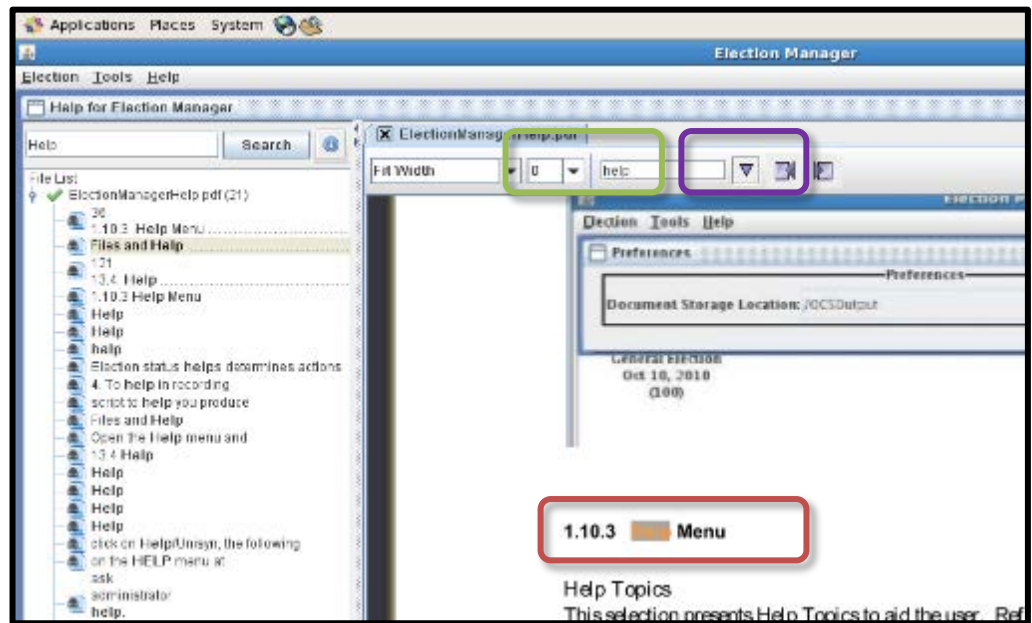 Applications Places System
Election Manager
Election Tools Help
Help for Election Manager
Help
Search
File List
ElectionManagerHelp.pdf (21)
36
1.10.3 Help Menu
Files and Help
131
13.4 Help
1.10.3 Help Menu
Help
Help
help
Election status helps determines actions
4. To help in recording
script to help you produce
Files and Help
Open the Help menu and
13.4 Help
Help
Help
Help
Help
click on Help/Unisyn, the following
on the HELP menu at
ask
administrator
help.
ElectionManagerHelp.pdf
Fit Width
0
help
Election M
Election Tools Help
Preferences
Preferences
Document Storage Location: /OCSOutput
General Election
Oct 10, 2010
(100)
1.10.3 Help Menu
Help Topics
This selection presents Help Topics to aid the user. Ref